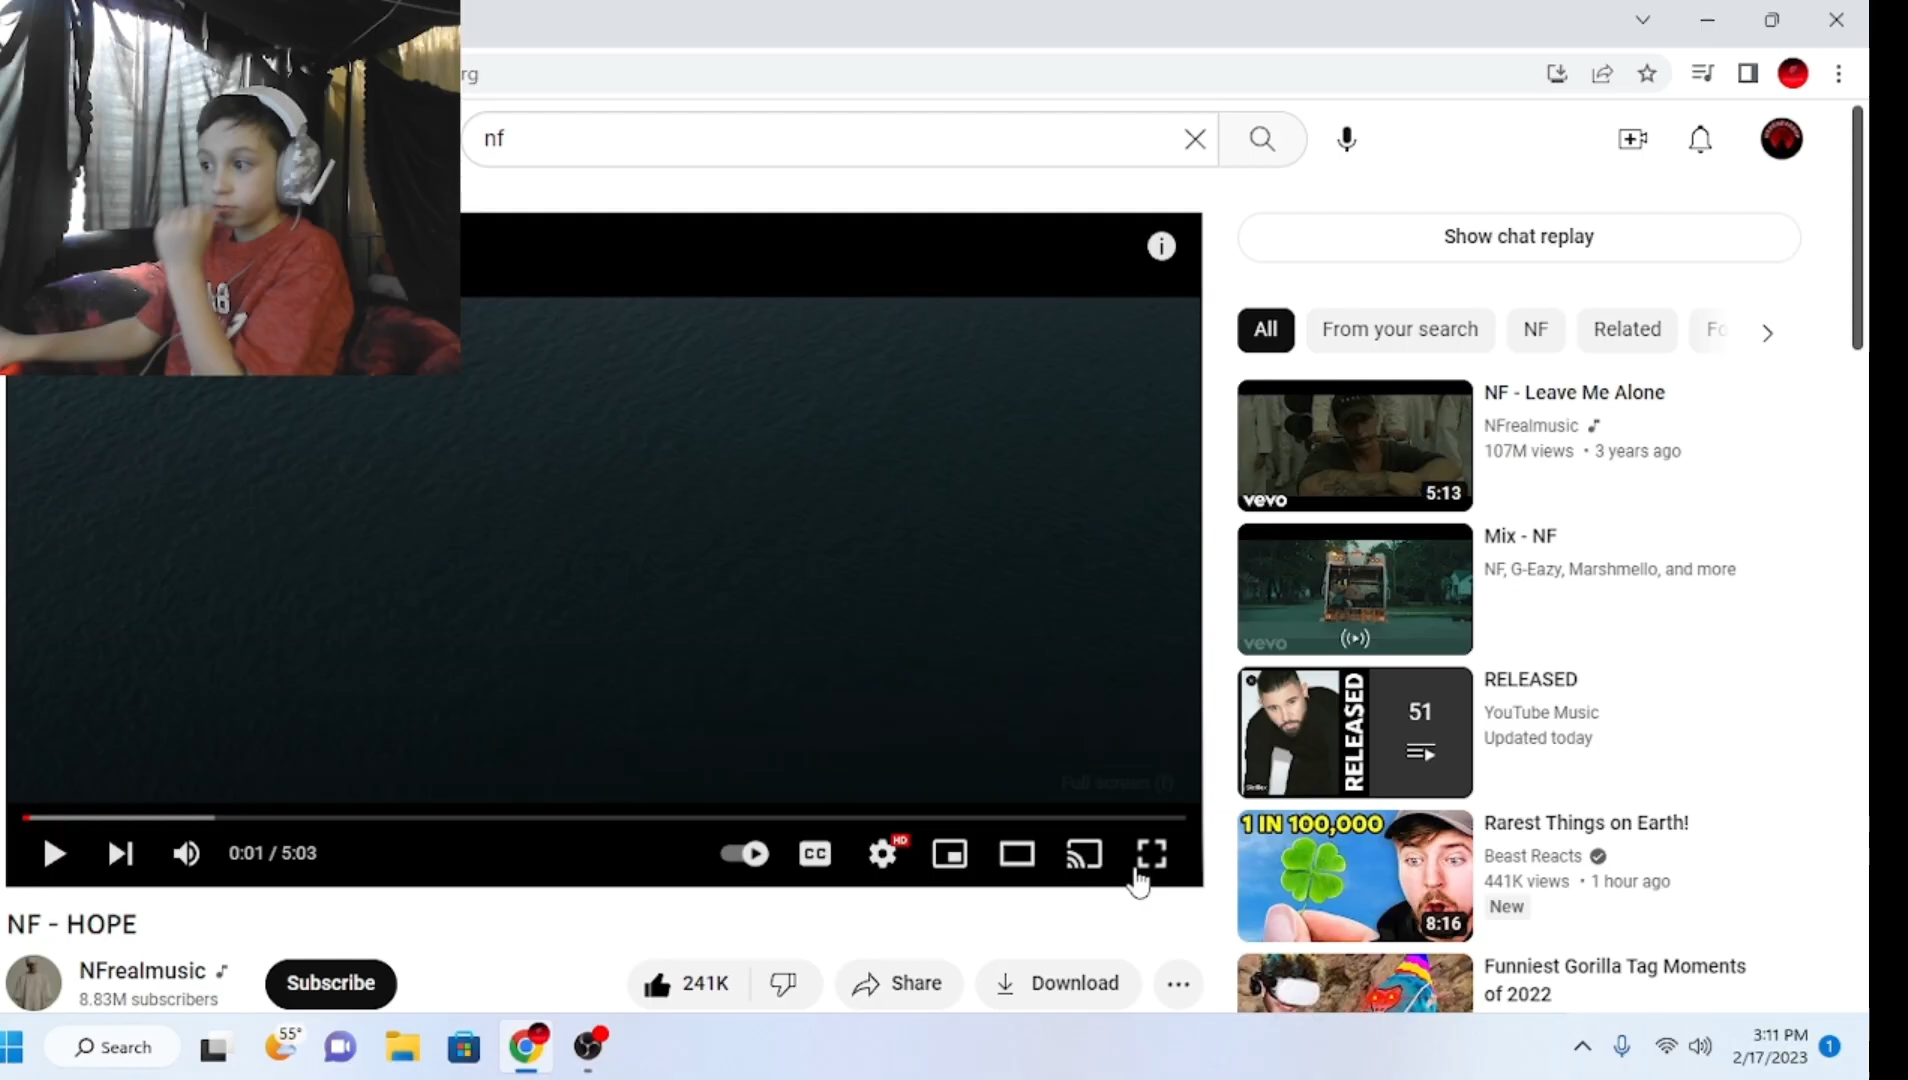 rg
nf
Show chat replay
All
From your search
NF
Related
Fo
NF - Leave Me Alone
NFrealmusic
107M views • 3 years ago
vevo
5:13
Mix - NF
NF, G-Eazy, Marshmello, and more
vevo
RELEASED
YouTube Music
Updated today
RELEASED
51
1 IN 100,000
Rarest Things on Earth!
Beast Reacts
441K views • 1 hour ago
New
8:16
Funniest Gorilla Tag Moments
of 2022
Full screen (f)
0:01 / 5:03
CC
HD
NF - HOPE
NFrealmusic
8.83M subscribers
Subscribe
241K
Share
Download
55°
Search
3:11 PM
2/17/2023
1